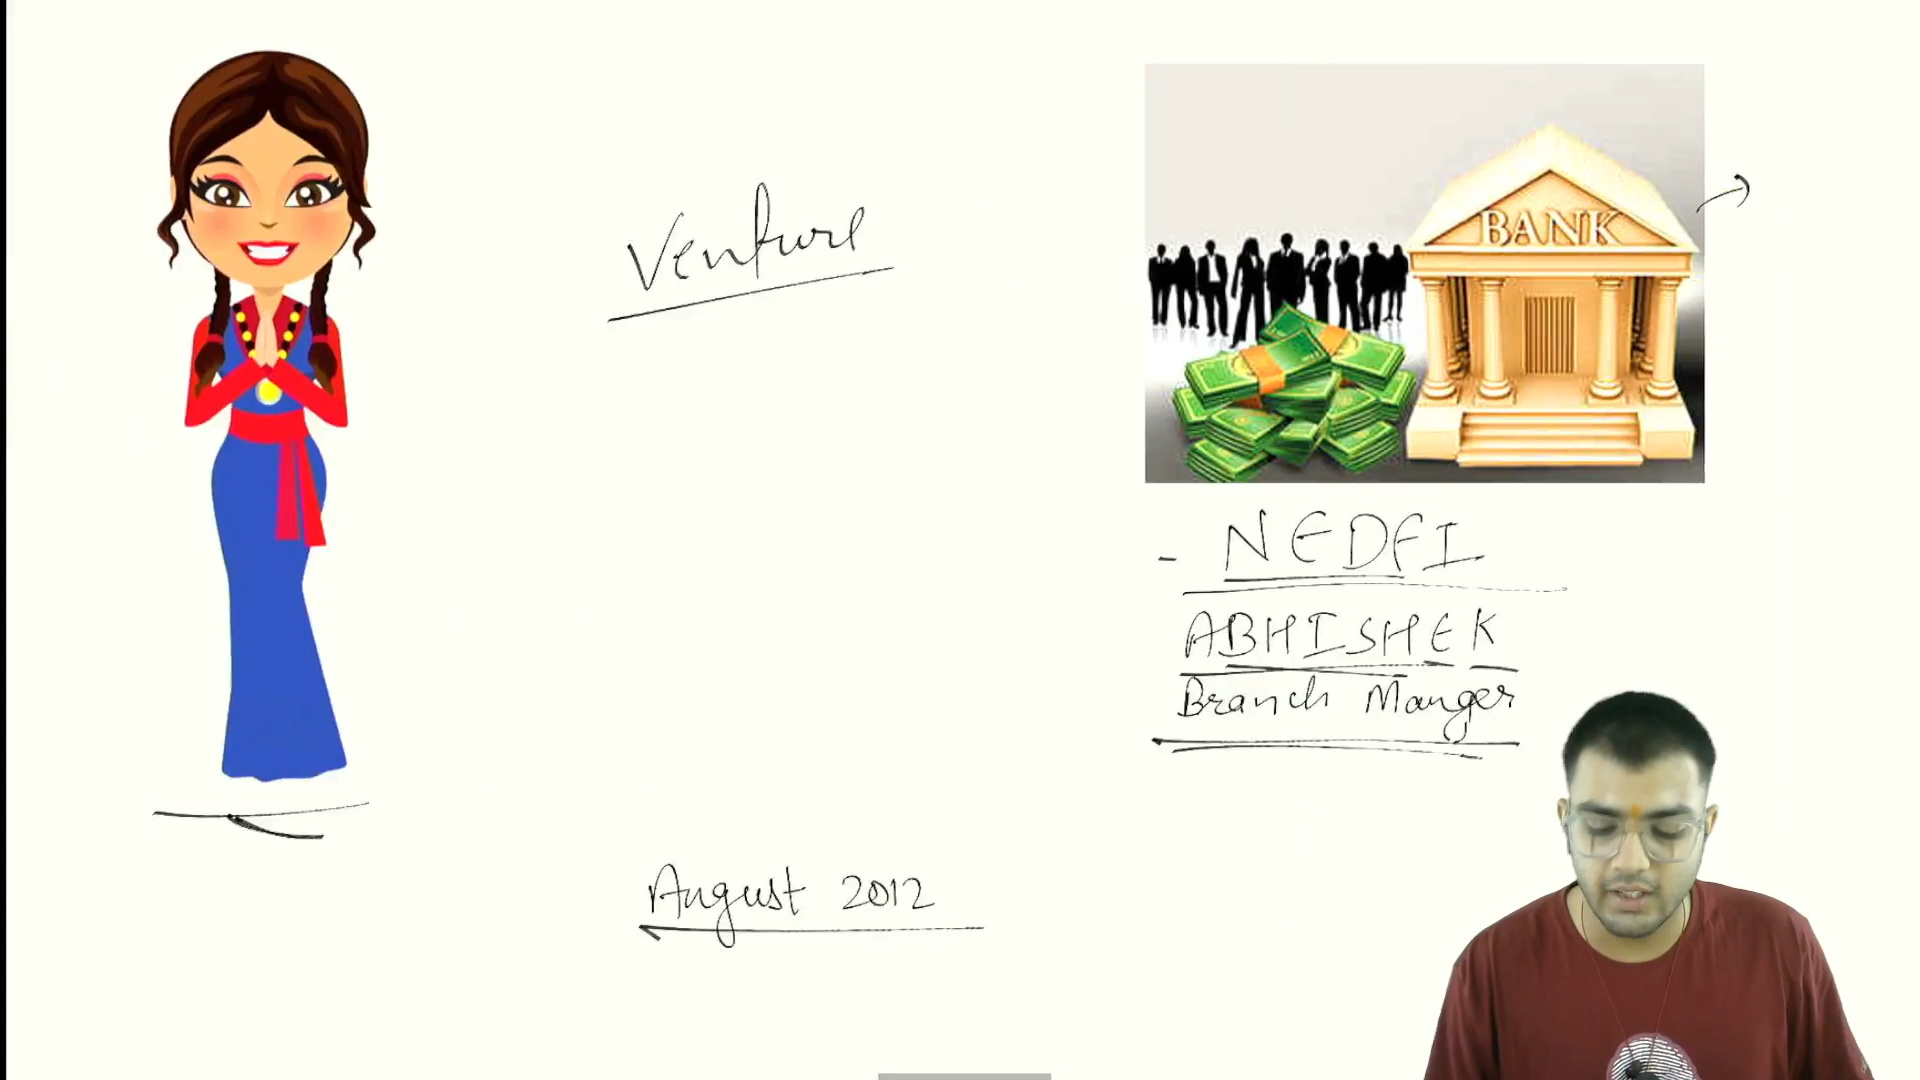 Venture
BANK
- NEDFI
ABHISHEK
Branch Manger
August 2012